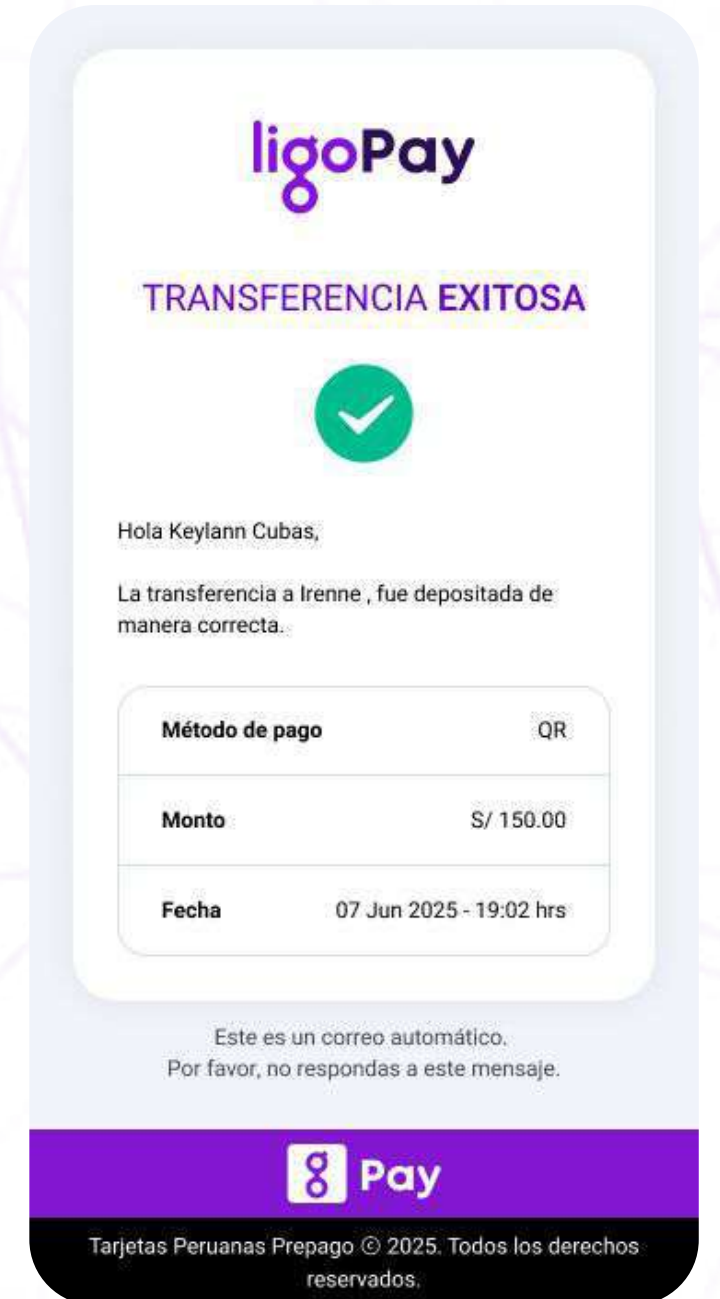 ligoPay
TRANSFERENCIA EXITOSA
Hola Keylann Cubas,
La transferencia a Irenne , fue depositada de
manera correcta.
Método de pago QR
Monto S/ 150.00
Fecha 07 Jun 2025 - 19:02 hrs
Este es un correo automático.
Por favor, no respondas a este mensaje.
g Pay
Tarjetas Peruanas Prepago © 2025. Todos los derechos
reservados.